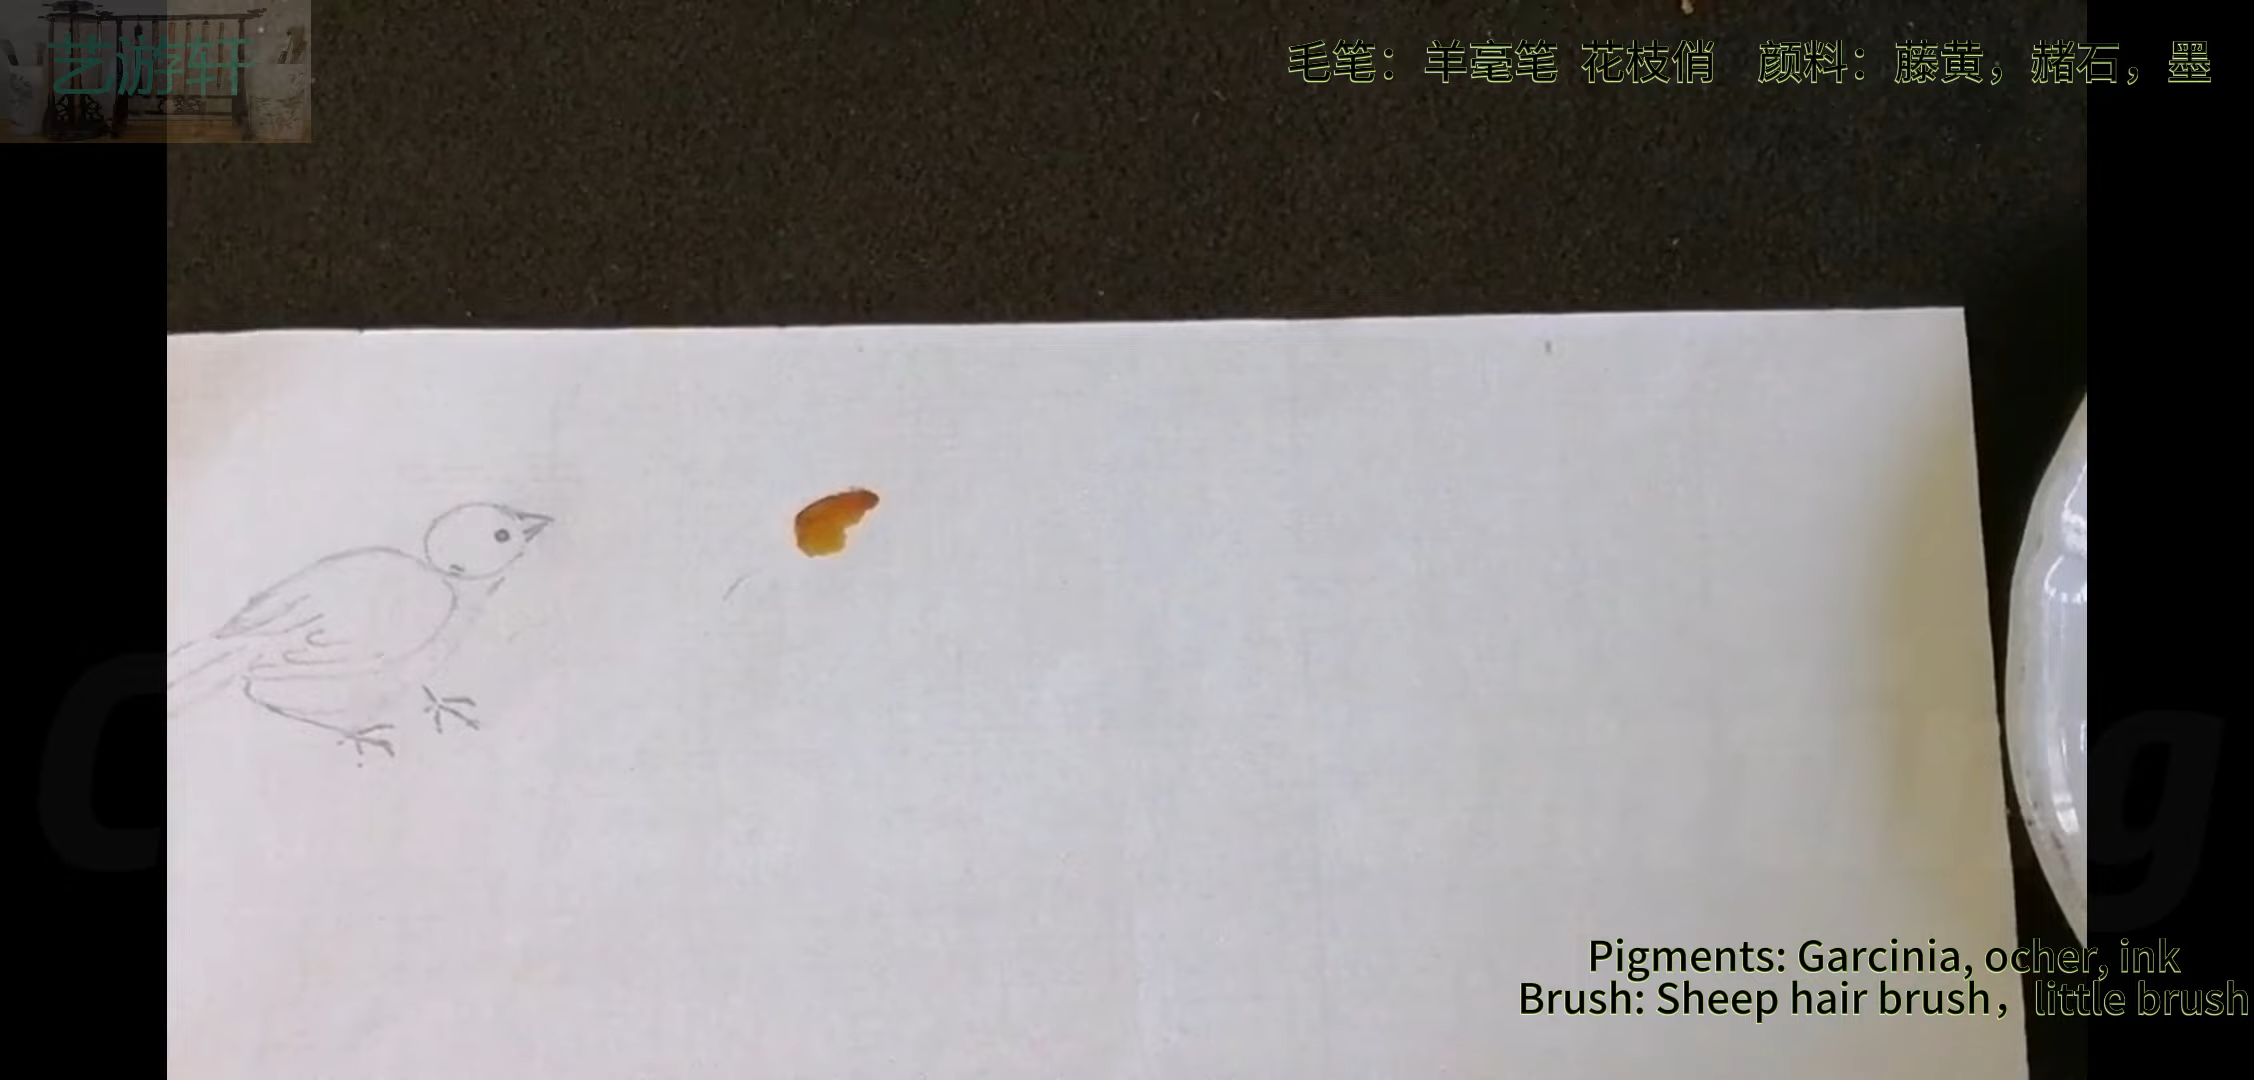 艺游轩
毛笔：羊毫笔 花枝俏 颜料：藤黄，赭石，墨
Pigments: Garcinia, ocher, ink
Brush: Sheep hair brush，little brush